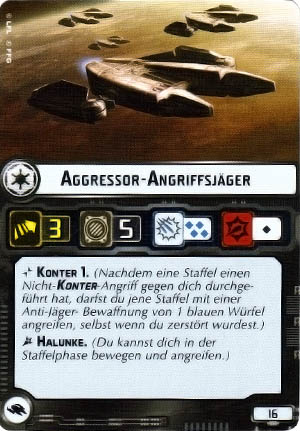 © LFL © FFG
AGGRESSOR-ANGRIFFSJÄGER
3 5
KONTER 1. (Nachdem eine Staffel einen
Nicht-KONTER-Angriff gegen dich durchge-
führt hat, darfst du jene Staffel mit einer
Anti-Jäger- Bewaffnung von 1 blauen Würfel
angreifen, selbst wenn du zerstört wurdest.)
HALUNKE. (Du kannst dich in der
Staffelphase bewegen und angreifen.)
16